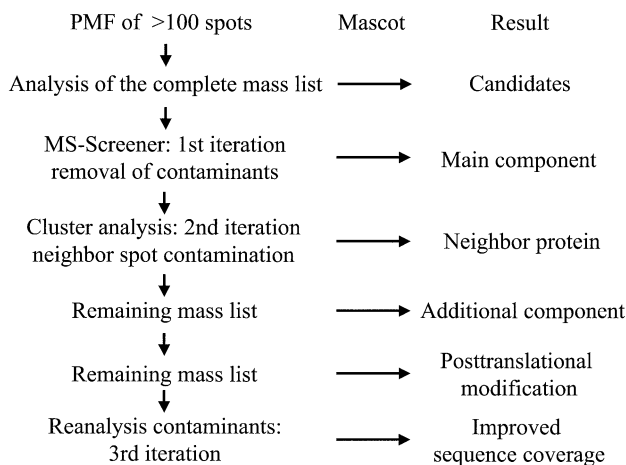 PMF of >100 spots Mascot Result
Analysis of the complete mass list Candidates
MS-Screener: 1st iteration
removal of contaminants
Main component
Cluster analysis: 2nd iteration
neighbor spot contamination
Neighbor protein
Remaining mass list Additional component
Remaining mass list
Posttranslational
modification
Reanalysis contaminants:
3rd iteration
Improved
sequence coverage